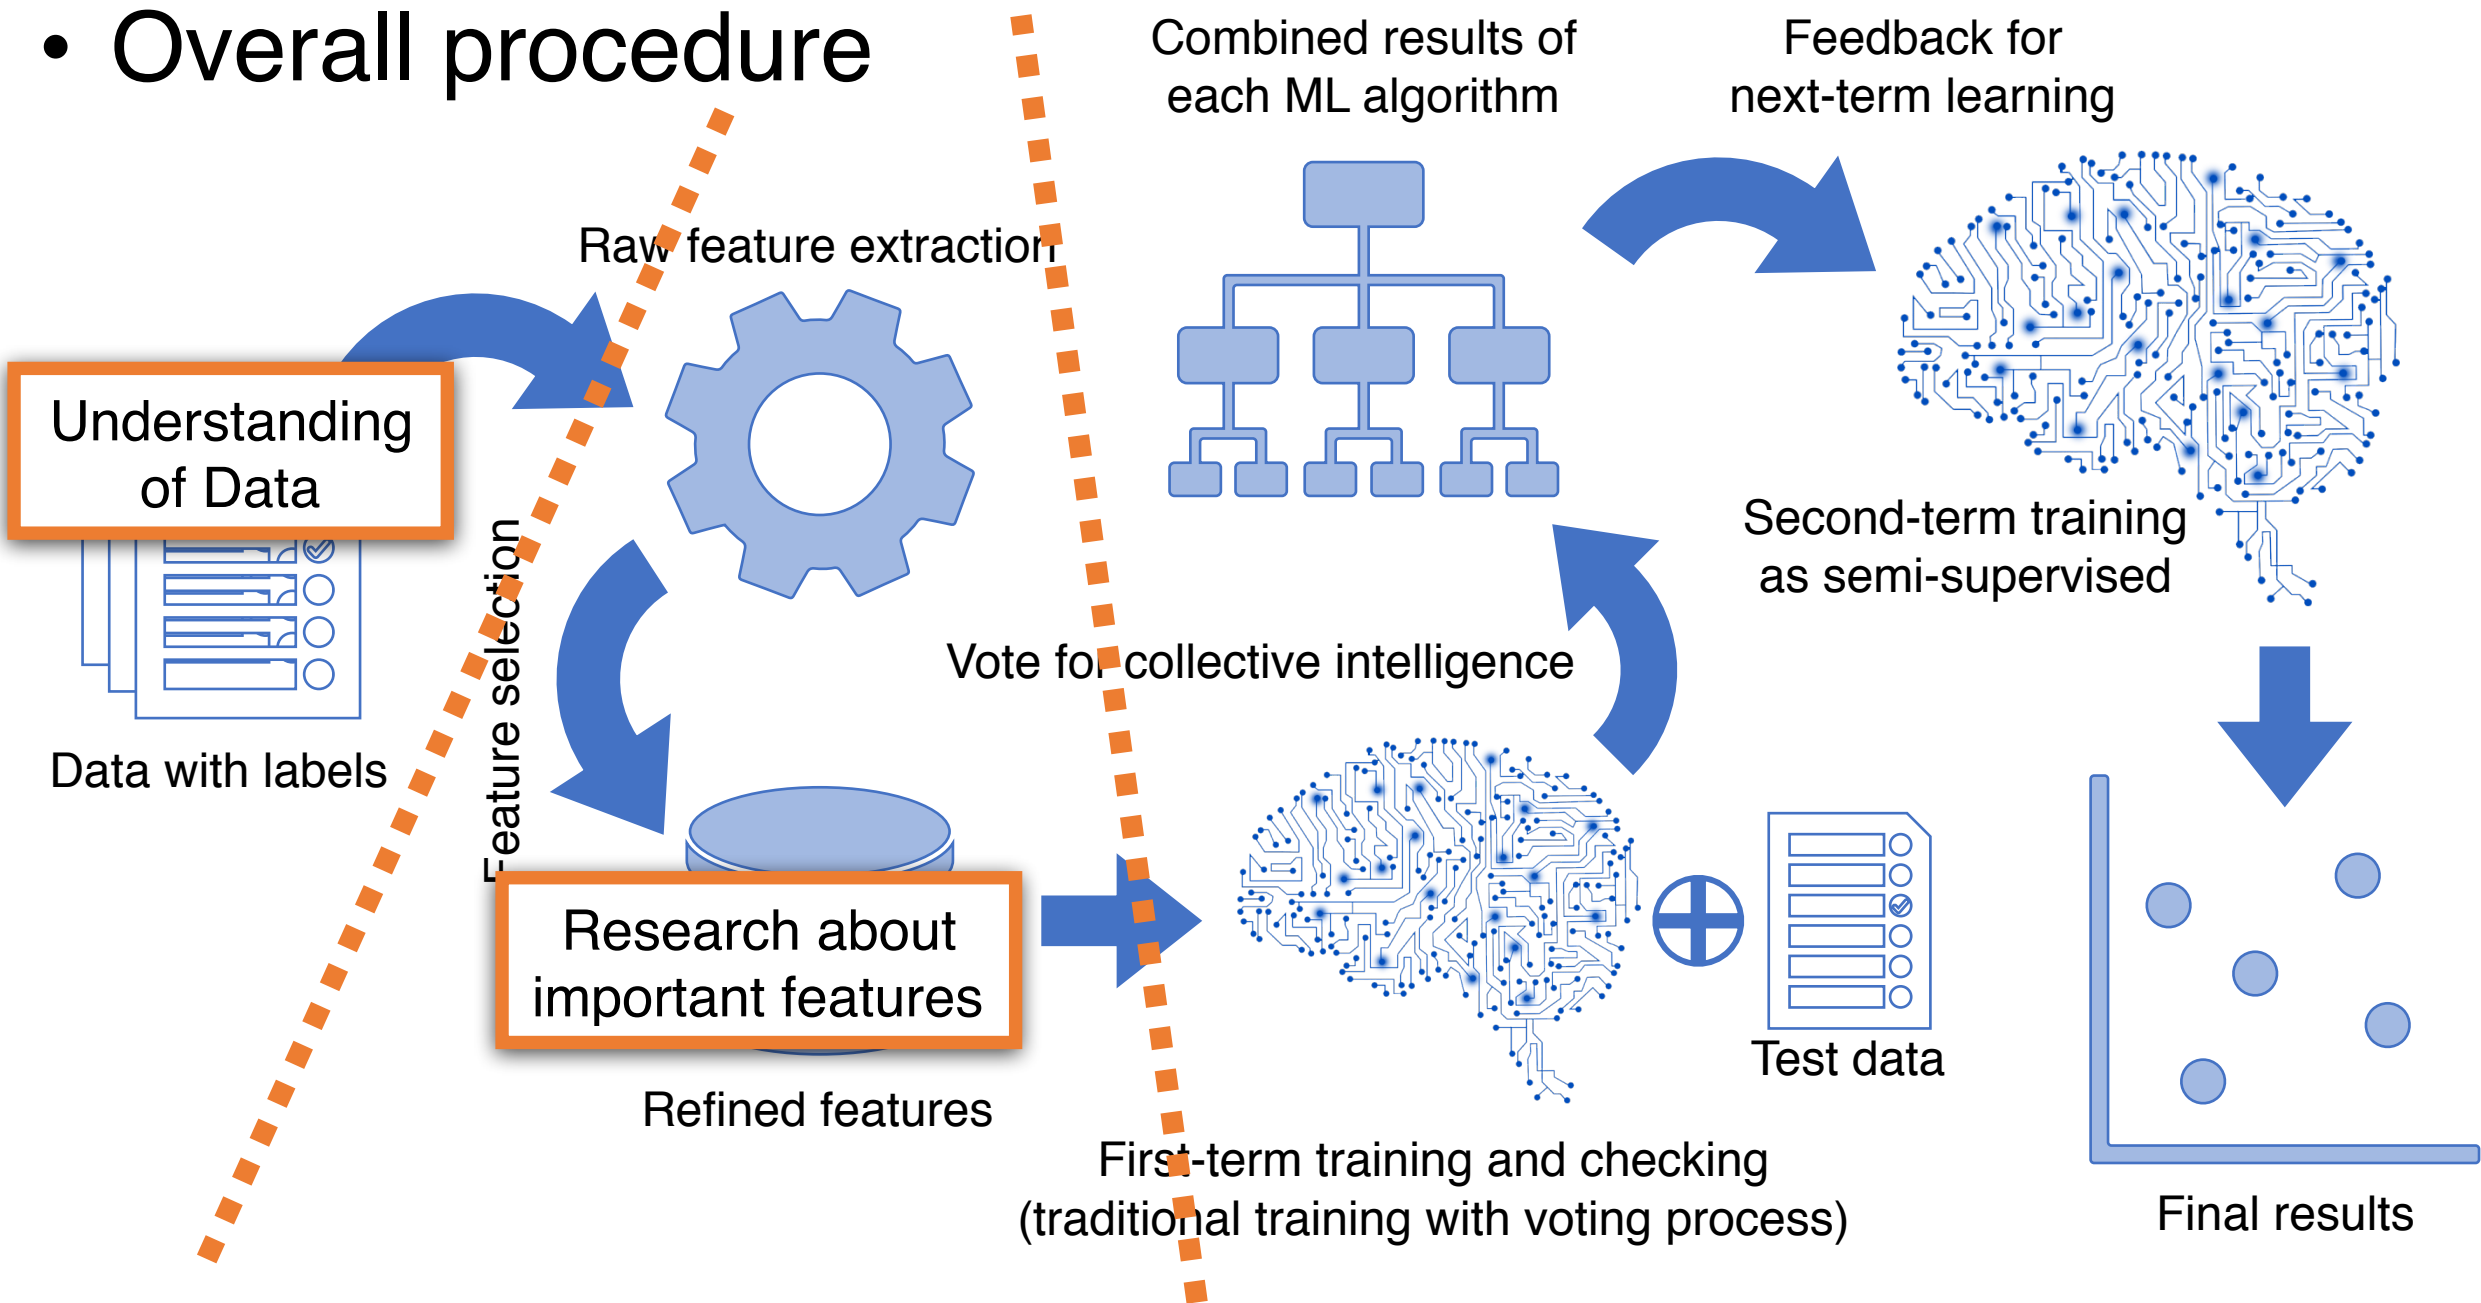 • Overall procedure
Understanding
of Data
Data with labels
Raw feature extraction
Feature selection
Research about
important features
Refined features
First-term training and checking
(traditional training with voting process)
Test data
Vote for collective intelligence
Combined results of
each ML algorithm
Feedback for
next-term learning
Second-term training
as semi-supervised
Final results